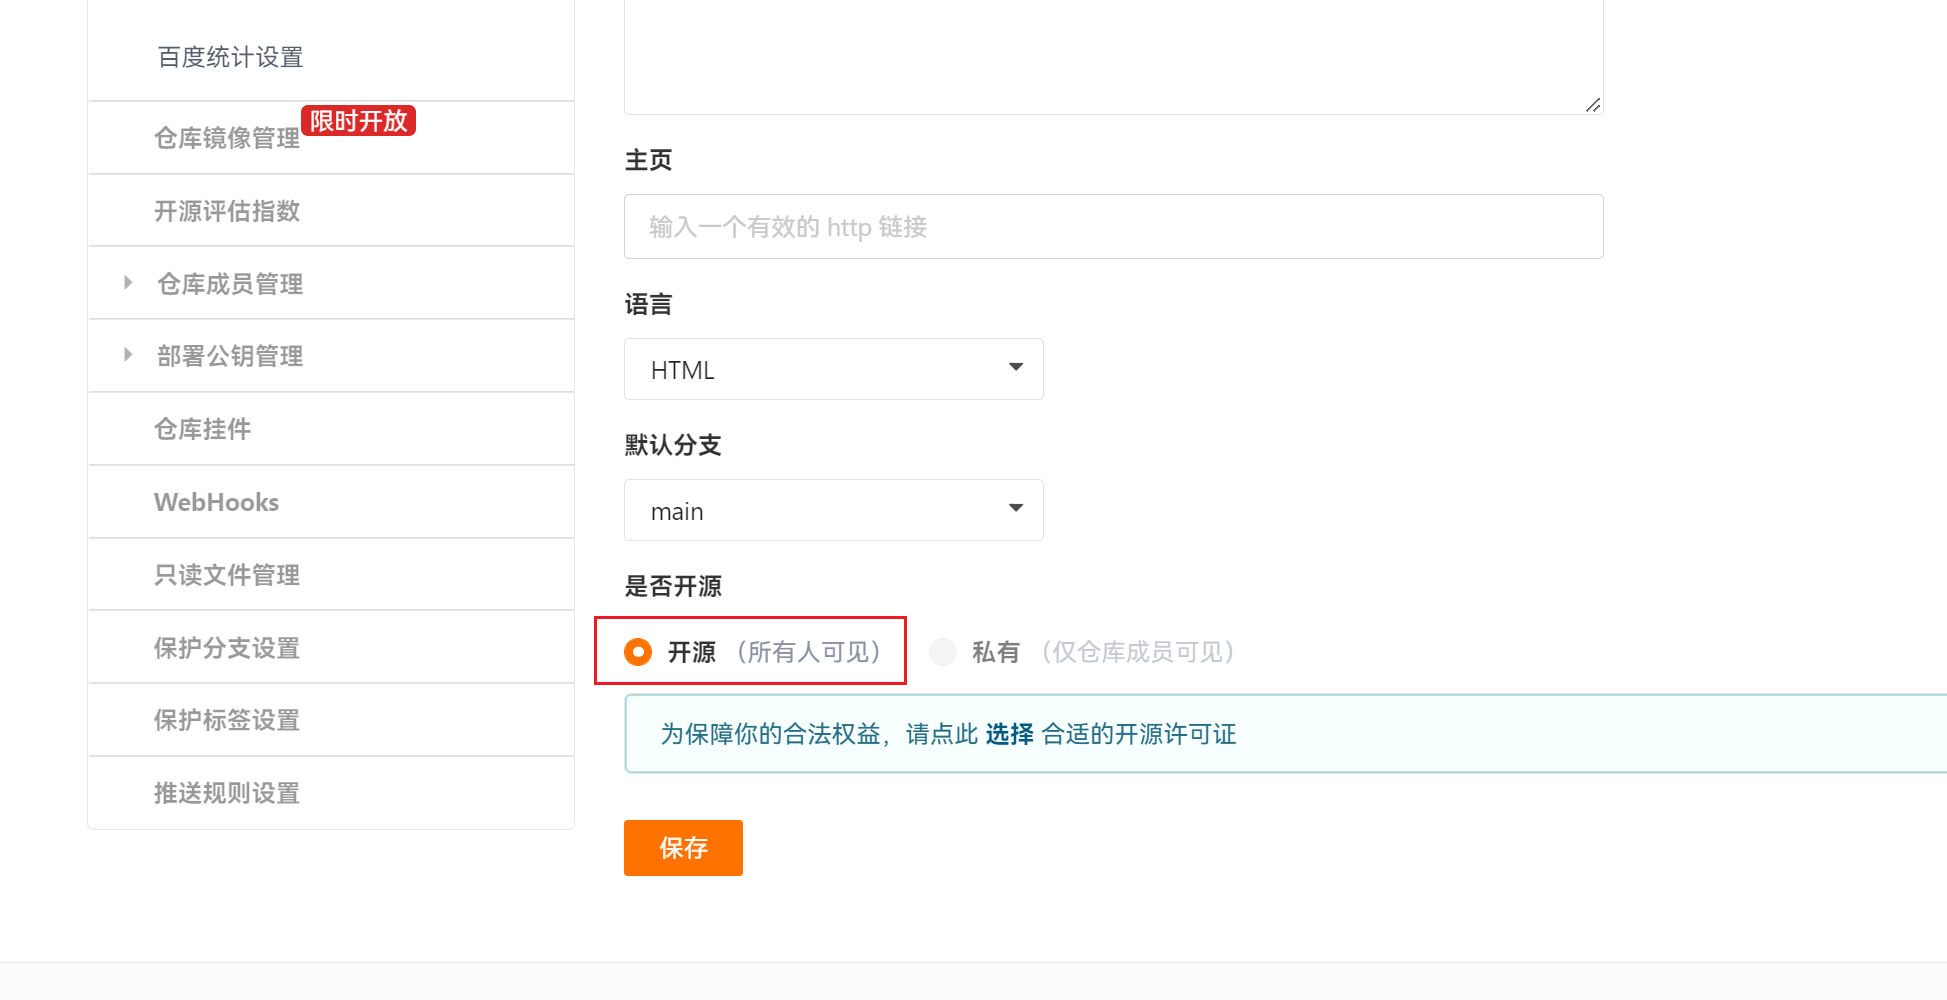 百度统计设置
仓库镜像管理
限时开放
开源评估指数
仓库成员管理
部署公钥管理
仓库挂件
WebHooks
只读文件管理
保护分支设置
保护标签设置
推送规则设置
主页
输入一个有效的 http 链接
语言
HTML
默认分支
main
是否开源
开源 （所有人可见） 私有 （仅仓库成员可见）
为保障你的合法权益，请点此 选择 合适的开源许可证
保存